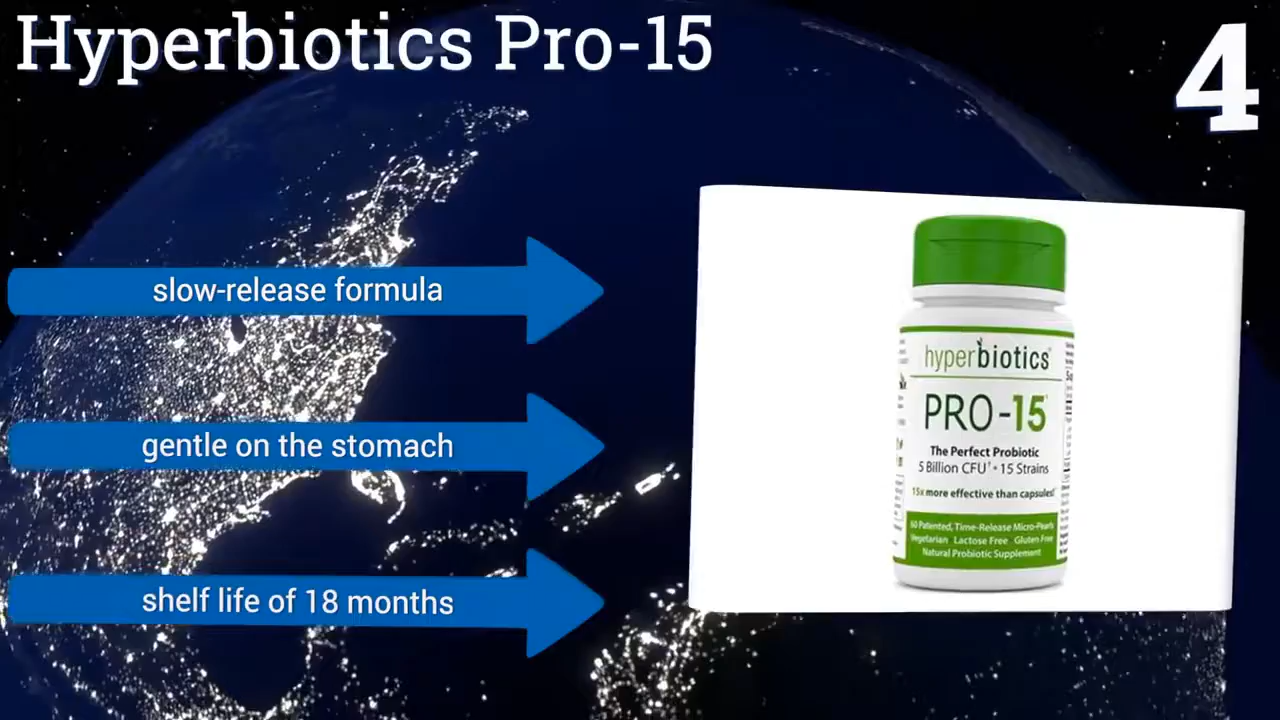 Hyperbiotics Pro-15
4
slow-release formula
gentle on the stomach
shelf life of 18 months
hyperbiotics
PRO-15
The Perfect Probiotic
5 Billion CFU† • 15 Strains
15x more effective than capsules!
60 Patented, Time-Release Micro-Pearls
Vegetarian Lactose Free Gluten Free
Natural Probiotic Supplement